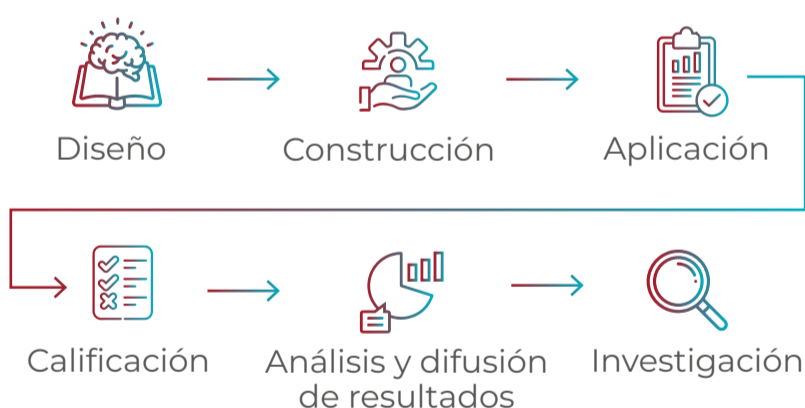 Diseño
Construcción
Aplicación
Calificación
Análisis y difusión
de resultados
Investigación